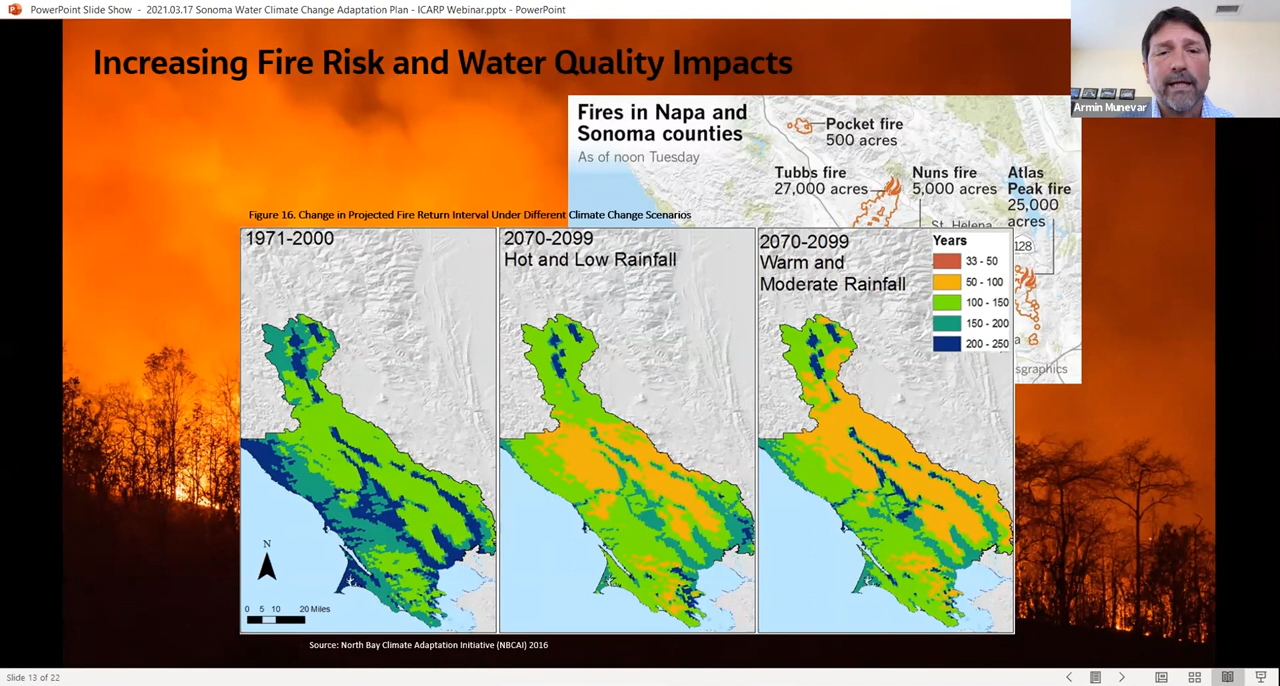 PowerPoint Slide Show - 2021.03.17 Sonoma Water Climate Change Adaptation Plan - ICARP Webinar.pptx - PowerPoint
Increasing Fire Risk and Water Quality Impacts
Armin Munevar
Fires in Napa and
Sonoma counties
As of noon Tuesday
Pocket fire
500 acres
Tubbs fire
27,000 acres
Nuns fire
5,000 acres
Atlas
Peak fire
25,000
acres
St. Helena
128
a
sgraphics
Figure 16. Change in Projected Fire Return Interval Under Different Climate Change Scenarios
1971-2000
2070-2099
Hot and Low Rainfall
2070-2099
Warm and
Moderate Rainfall
Years
33 - 50
50 - 100
100 - 150
150 - 200
200 - 250
N
0 5 10 20 Miles
Source: North Bay Climate Adaptation Initiative (NBCAI) 2016
Slide 13 of 22